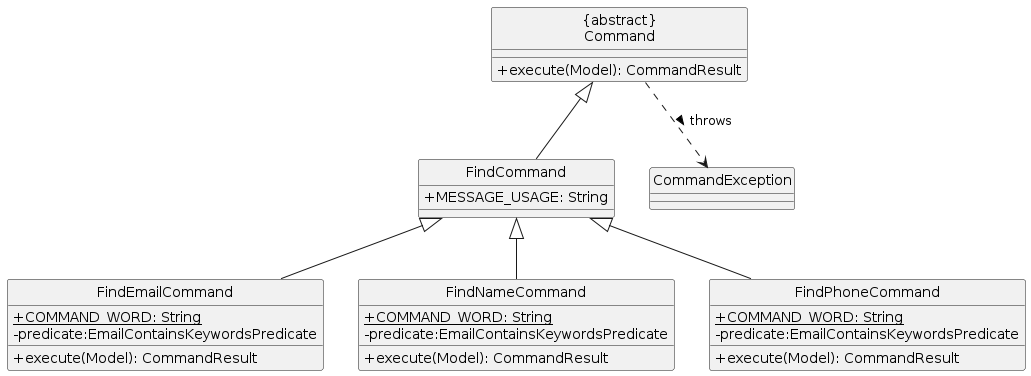 {abstract}
Command
+execute(Model): CommandResult
throws
FindCommand
+MESSAGE_USAGE: String
CommandException
FindEmailCommand
+COMMAND_WORD: String
-predicate:EmailContainsKeywordsPredicate
+execute(Model): CommandResult
FindNameCommand
+COMMAND_WORD: String
-predicate:EmailContainsKeywordsPredicate
+execute(Model): CommandResult
FindPhoneCommand
+COMMAND_WORD: String
-predicate:EmailContainsKeywordsPredicate
+execute(Model): CommandResult